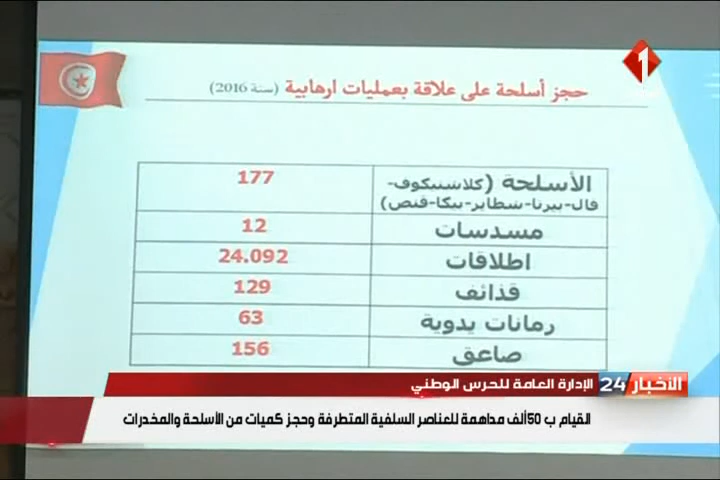 1
حجز أسلحة على علاقة بعمليات ارهابية (سنة 2016)
الأسلحة (كلاشنيكوف- 177
فال-بيرتا-شطاير-بيكا-قنص)
مسدسات 12
اطلاقات 24.092
قذائف 129
رمانات يدوية 63
صاعق 156
الأخبار 24 الإدارة العامة للحرس الوطني
القيام ب 50ألف مداهمة للعناصر السلفية المتطرفة وحجز كميات من الأسلحة والمخدرات